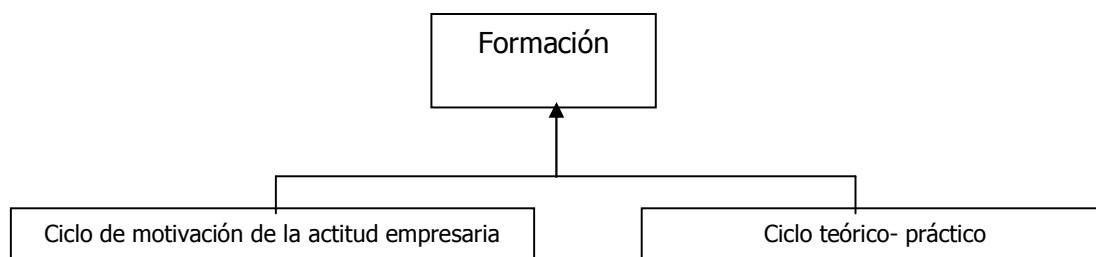 Formación
Ciclo de motivación de la actitud empresaria
Ciclo teórico- práctico